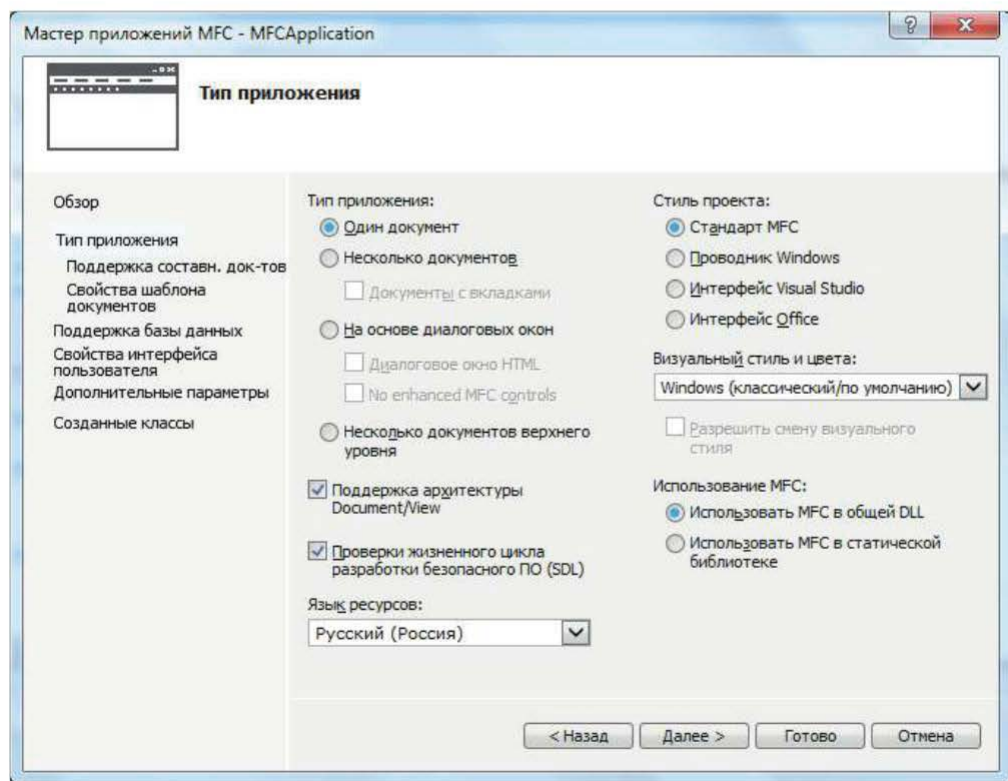 Мастер приложений MFC - MFCApplication
Тип приложения
Обзор
Тип приложения
Поддержка составн. док-тов
Свойства шаблона
документов
Поддержка базы данных
Свойства интерфейса
пользователя
Дополнительные параметры
Созданные классы
Тип приложения:
Один документ
Несколько документов
Документы с вкладками
На основе диалоговых окон
Диалоговое окно HTML
No enhanced MFC controls
Несколько документов верхнего
уровня
Поддержка архитектуры
Document/View
Проверки жизненного цикла
разработки безопасного ПО (SDL)
Язык ресурсов:
Русский (Россия)
Стиль проекта:
Стандарт MFC
Проводник Windows
Интерфейс Visual Studio
Интерфейс Office
Визуальный стиль и цвета:
Windows (классический/по умолчанию)
Разрешить смену визуального
стиля
Использование MFC:
Использовать MFC в общей DLL
Использовать MFC в статической
библиотеке
< Назад
Далее >
Готово
Отмена